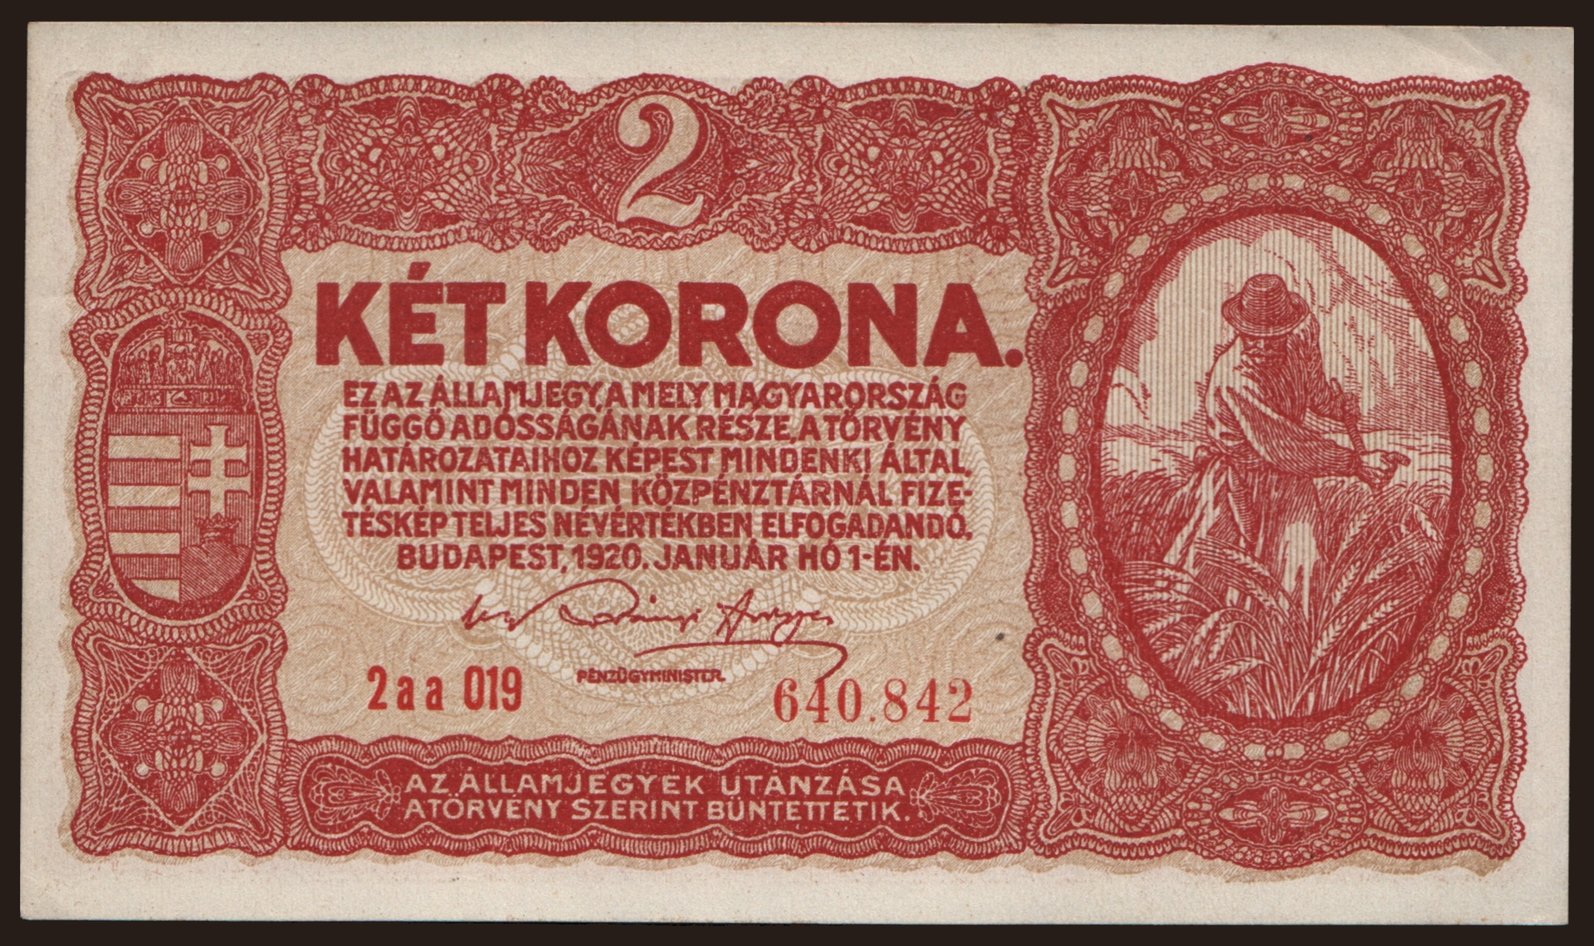 2
KÉT KORONA.
EZ AZ ÁLLAMJEGY, AMELY MAGYARORSZÁG
FÜGGŐ ADÓSSÁGÁNAK RÉSZE, A TÖRVÉNY
HATÁROZATAIHOZ KÉPEST MINDENKI ÁLTAL,
VALAMINT MINDEN KÖZPÉNZTÁRNÁL FIZE-
TÉSKÉP TELJES NÉVÉRTÉKBEN ELFOGADANDÓ.
BUDAPEST, 1920. JANUÁR HÓ 1-ÉN.
Korányi
PÉNZÜGYMINISTER.
2 a a 019
640.842
AZ ÁLLAMJEGYEK UTÁNZÁSA
A TÖRVÉNY SZERINT BÜNTETTETIK.